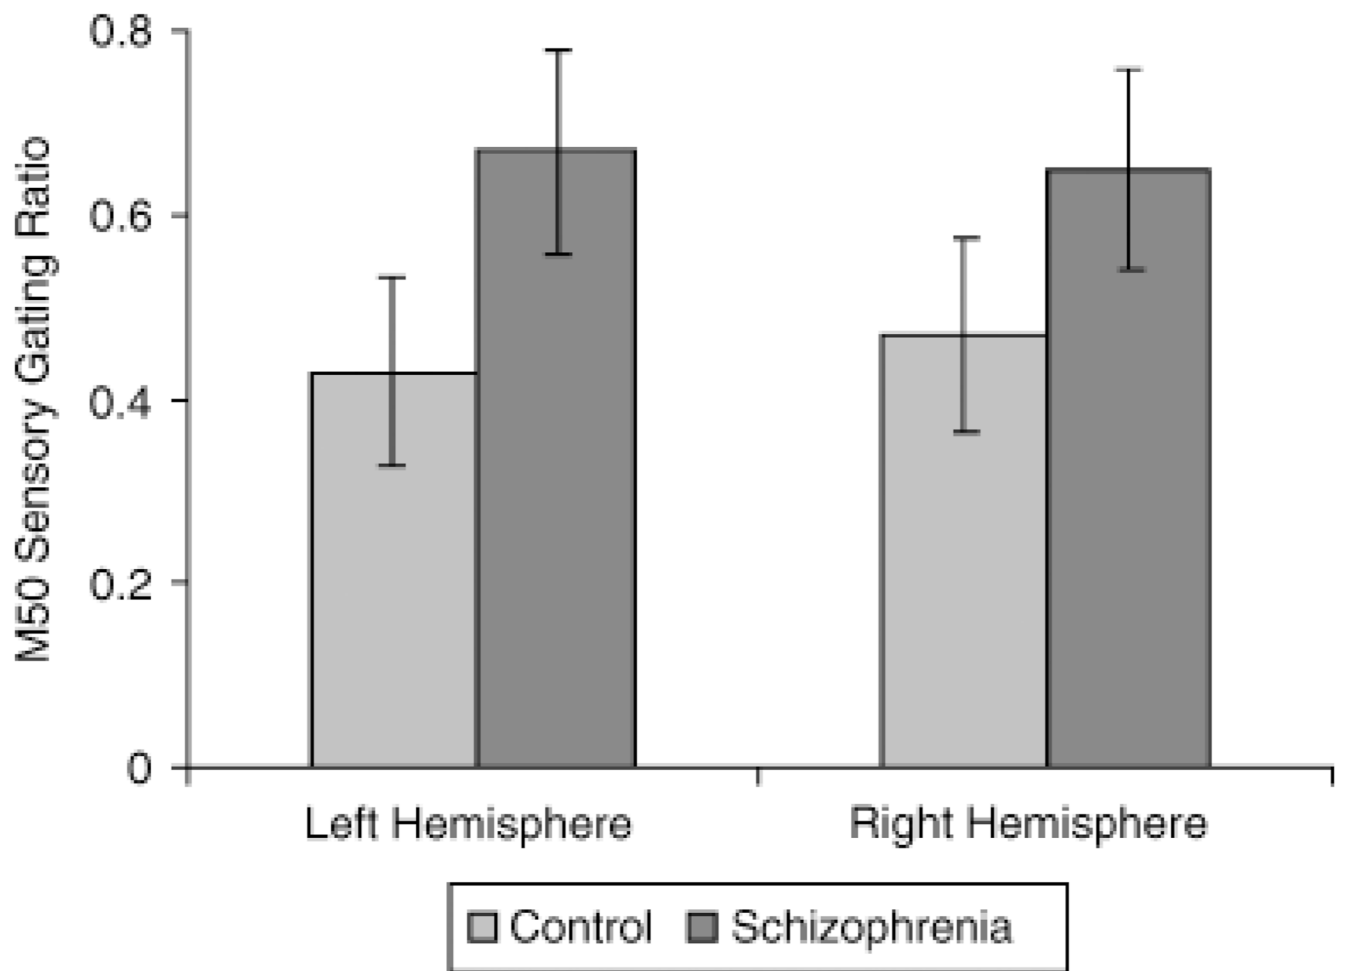 M50 Sensory Gating Ratio
0.8
0.6
0.4
0.2
0
Left Hemisphere
Right Hemisphere
Control
Schizophrenia